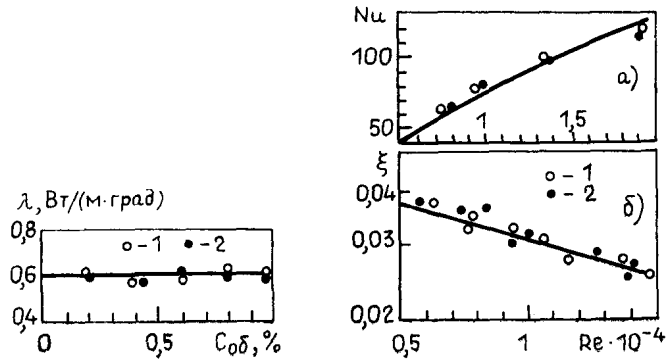 λ, Вт/(м·град)
0,8
о-1 •-2
0,6
0,4
0 0,5 Cоб, %
Nu
100
а)
1 1,5
50
ξ
о - 1
0,04
• - 2
б)
0,03
0,02
0,5 1 Re·10⁻⁴